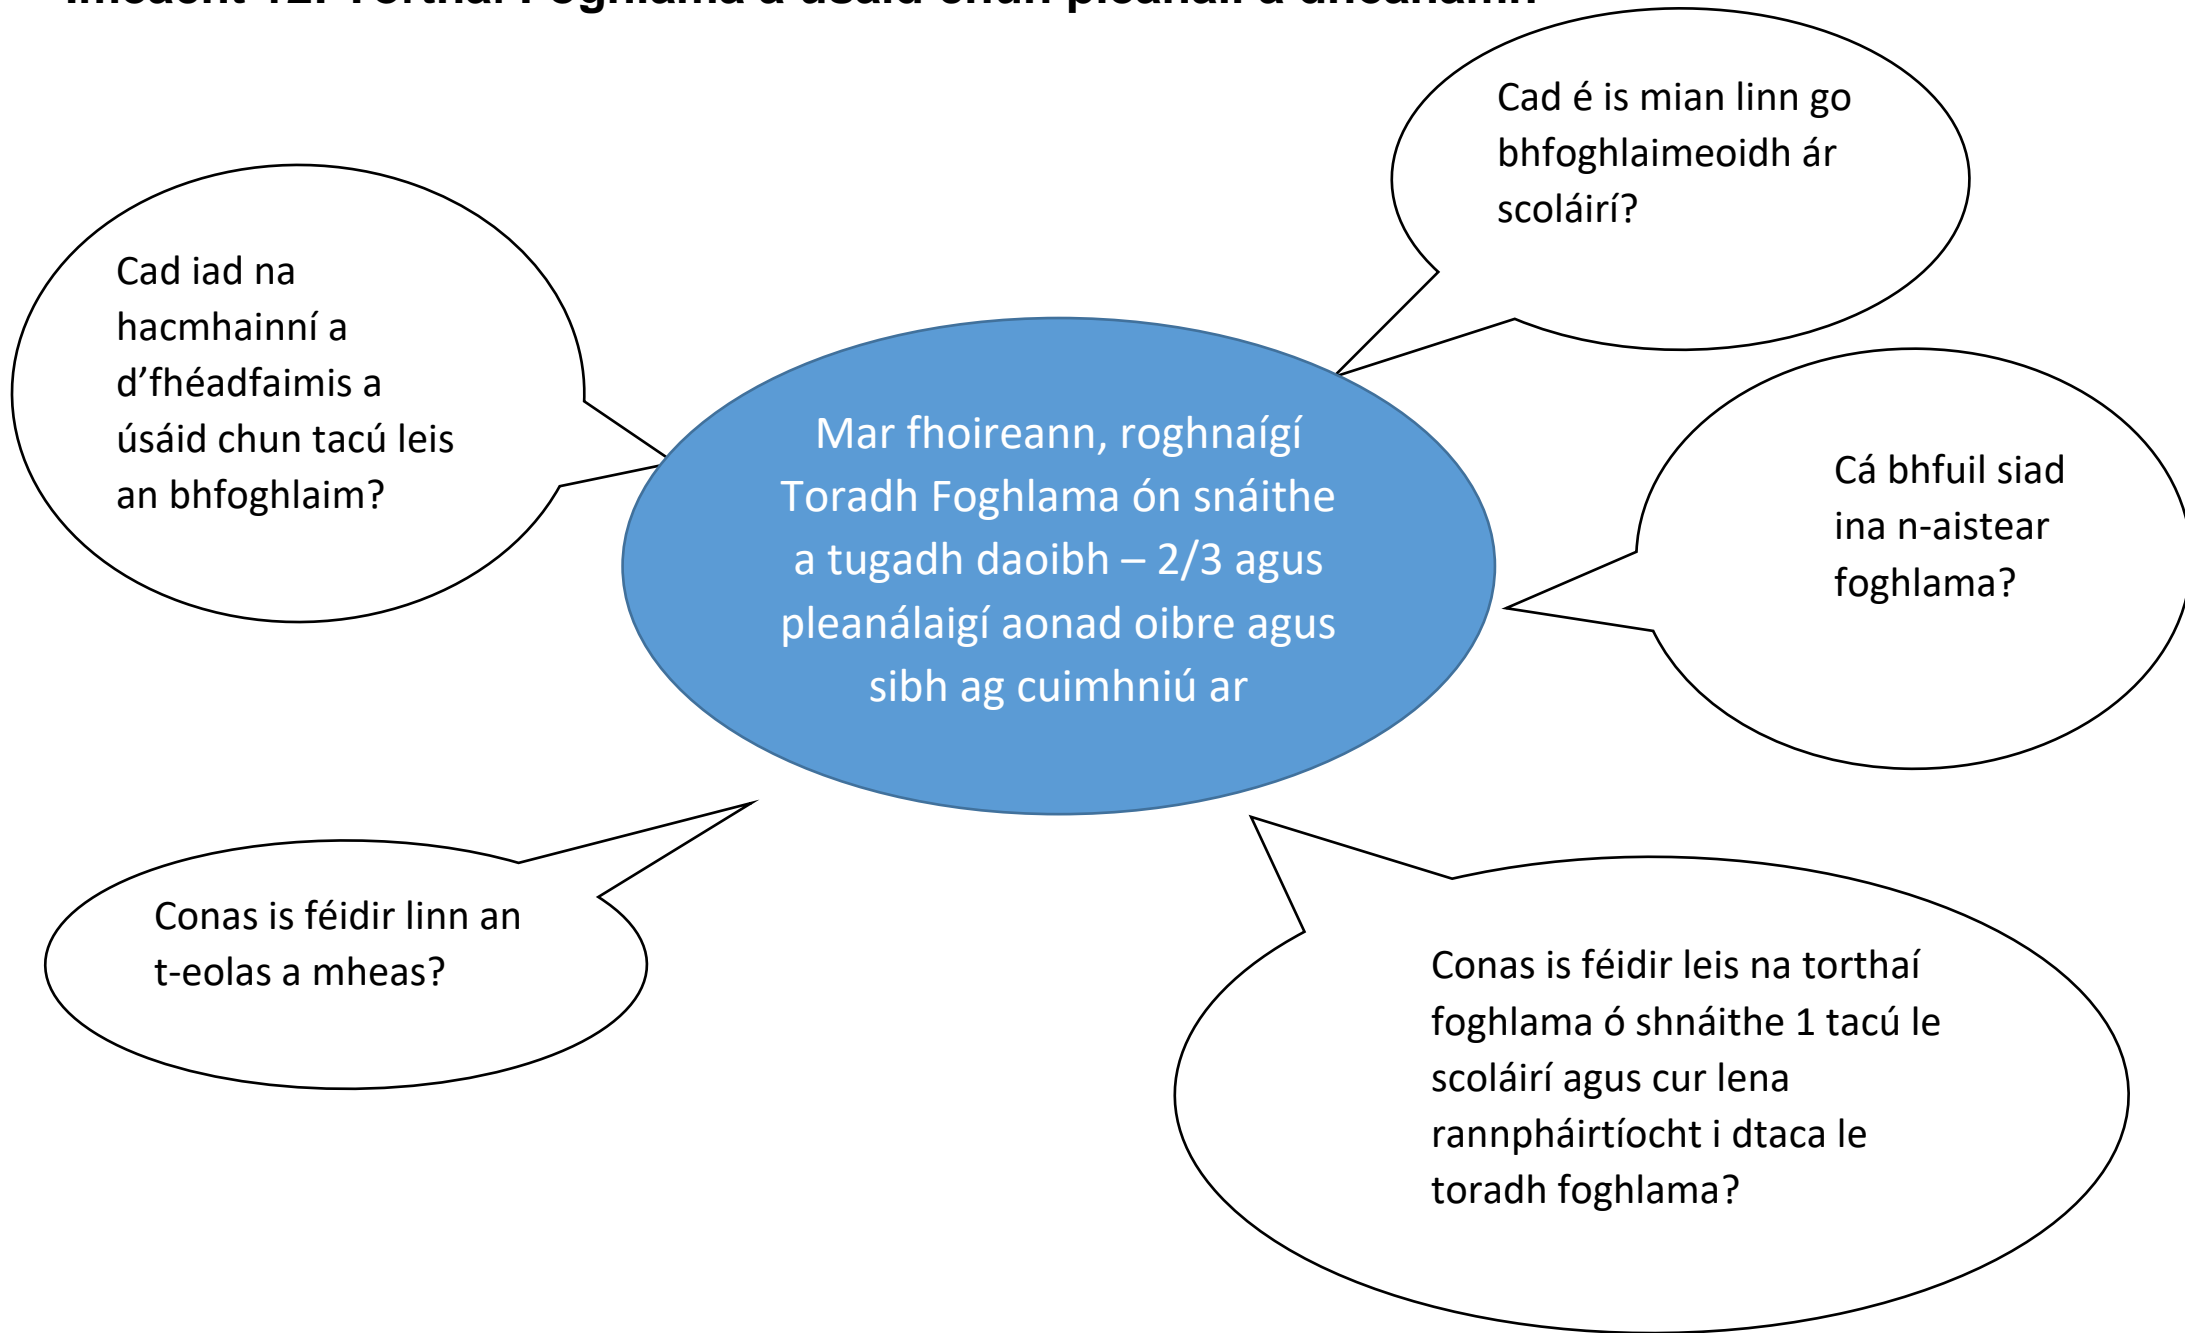 Cad é is mian linn go
bhfoghlaimeoidh ár
scoláirí?
Cad iad na
hacmhainní a
d’fhéadfaimis a
úsáid chun tacú leis
an bhfoghlaim?
Mar fhoireann, roghnaígí
Toradh Foghlama ón snáithe
a tugadh daoibh – 2/3 agus
pleanálaigí aonad oibre agus
sibh ag cuimhniú ar
Cá bhfuil siad
ina n-aistear
foghlama?
Conas is féidir linn an
t-eolas a mheas?
Conas is féidir leis na torthaí
foghlama ó shnáithe 1 tacú le
scoláirí agus cur lena
rannpháirtíocht i dtaca le
toradh foghlama?